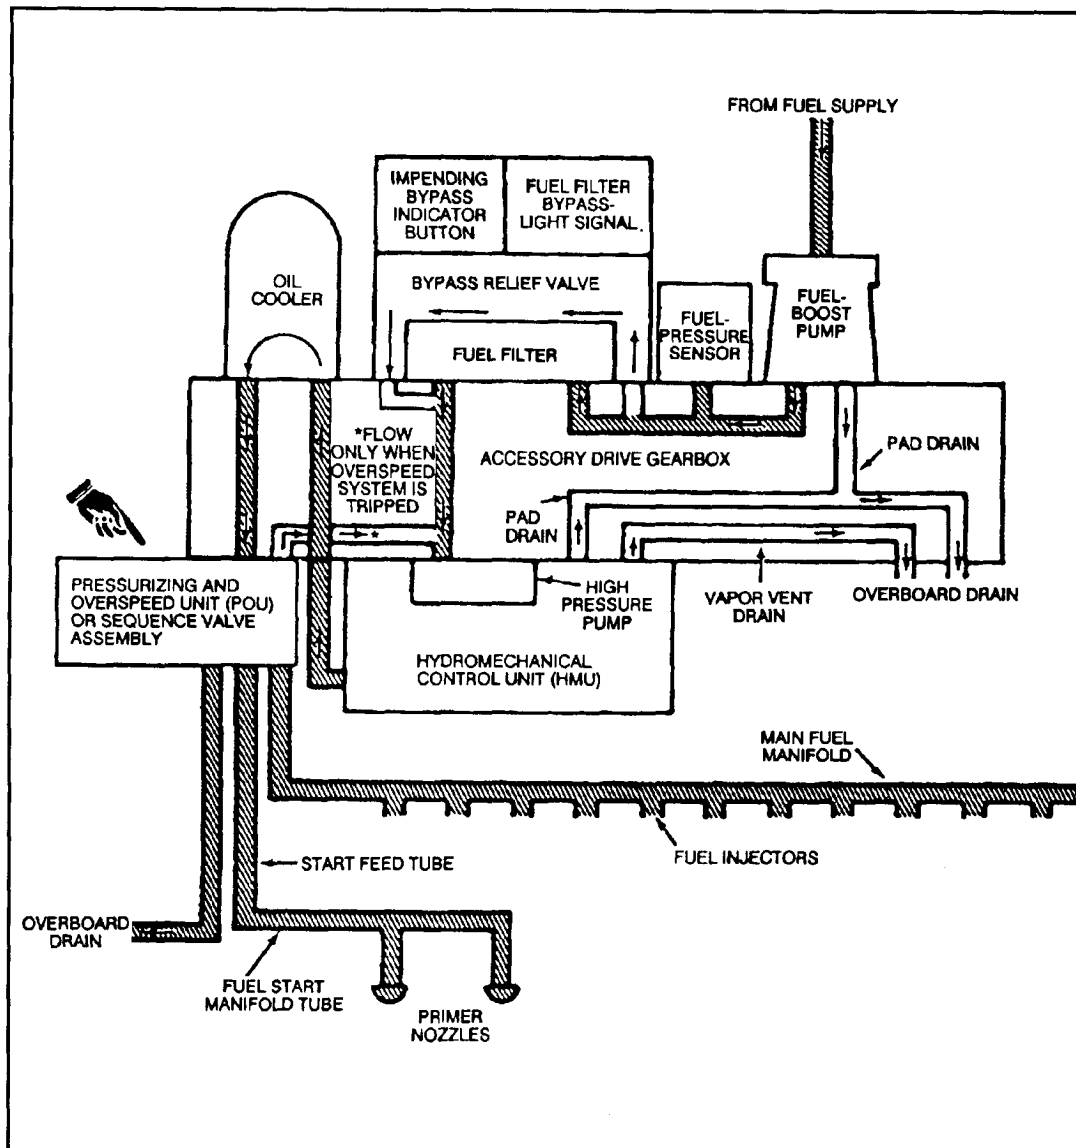 FROM FUEL SUPPLY
IMPENDING
BYPASS
INDICATOR
BUTTON
FUEL FILTER
BYPASS-
LIGHT SIGNAL.
OIL
COOLER
BYPASS RELIEF VALVE
FUEL-
PRESSURE
SENSOR
FUEL-
BOOST
PUMP
FUEL FILTER
*FLOW
ONLY WHEN
OVERSPEED
SYSTEM IS
TRIPPED
ACCESSORY DRIVE GEARBOX
PAD DRAIN
PAD
DRAIN
*
PRESSURIZING AND
OVERSPEED UNIT (POU)
OR SEQUENCE VALVE
ASSEMBLY
HIGH
PRESSURE
PUMP
VAPOR VENT
DRAIN
OVERBOARD DRAIN
HYDROMECHANICAL
CONTROL UNIT (HMU)
MAIN FUEL
MANIFOLD
FUEL INJECTORS
START FEED TUBE
OVERBOARD
DRAIN
FUEL START
MANIFOLD TUBE
PRIMER
NOZZLES